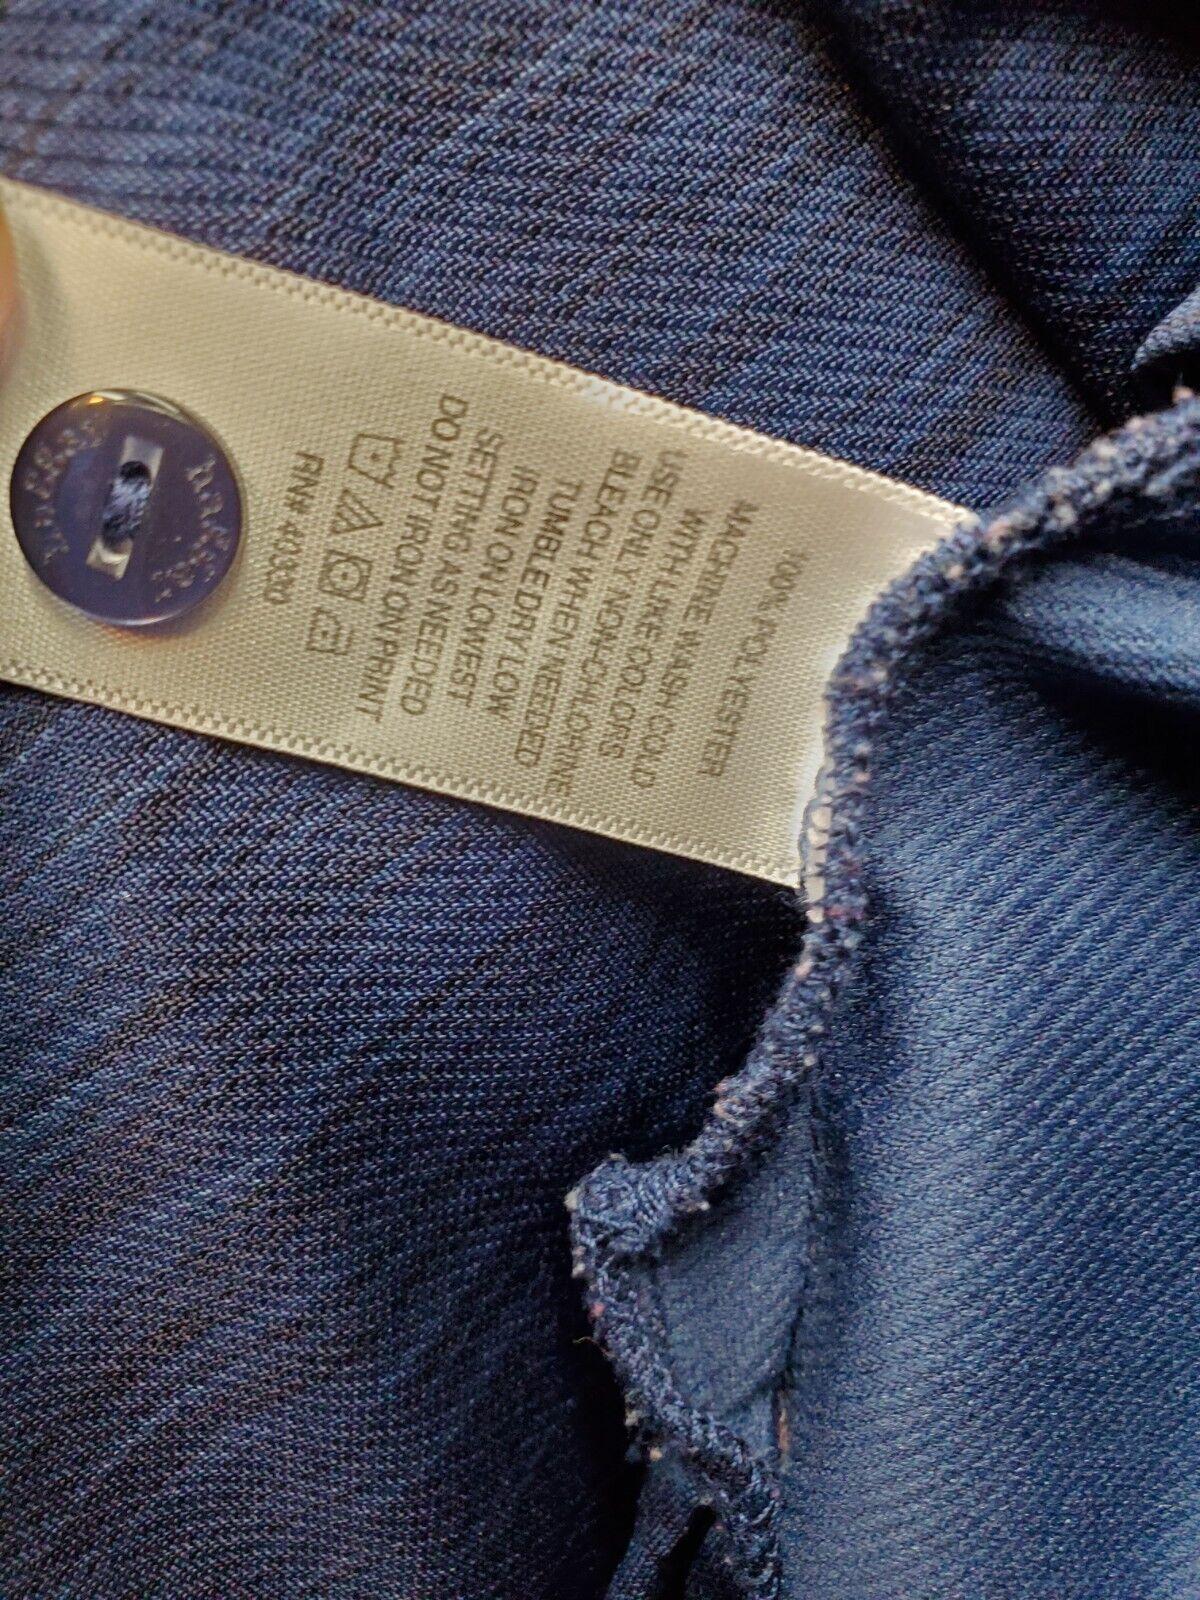 100% POLYESTER
MACHINE WASH COLD
WITH LIKE COLORS
USE ONLY NON-CHLORINE
BLEACH WHEN NEEDED
TUMBLE DRY LOW
IRON ON LOWEST
SETTING AS NEEDED
DO NOT IRON ON PRINT
RN# 40330